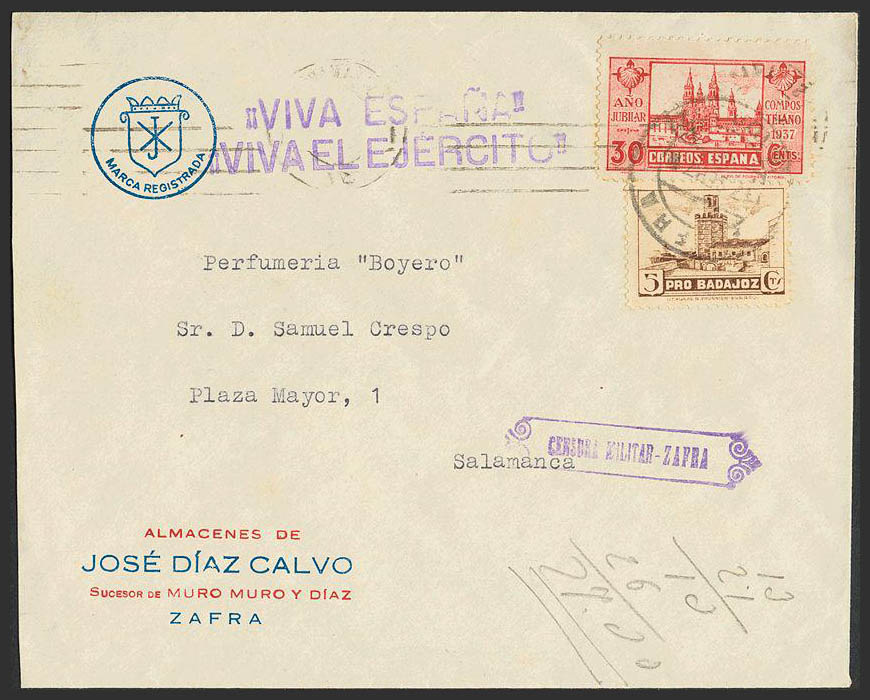 MARCA REGISTRADA
¡¡VIVA ESPAÑA!!
¡¡VIVA EL EJÉRCITO!!
AÑO JUBILAR
COMPOSTELANO 1937
30 CORREOS. ESPAÑA CENTS.
5 PRO BADAJOZ CTS
Perfumeria "Boyero"
Sr. D. Samuel Crespo
Plaza Mayor, 1
Salamanca
CENSURA MILITAR-ZAFRA
ALMACENES DE
JOSÉ DÍAZ CALVO
SUCESOR DE MURO MURO Y DÍAZ
ZAFRA